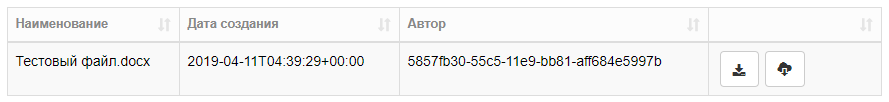 Наименование Дата создания Автор
Тестовый файл.docx 2019-04-11T04:39:29+00:00 5857fb30-55c5-11e9-bb81-aff684e5997b